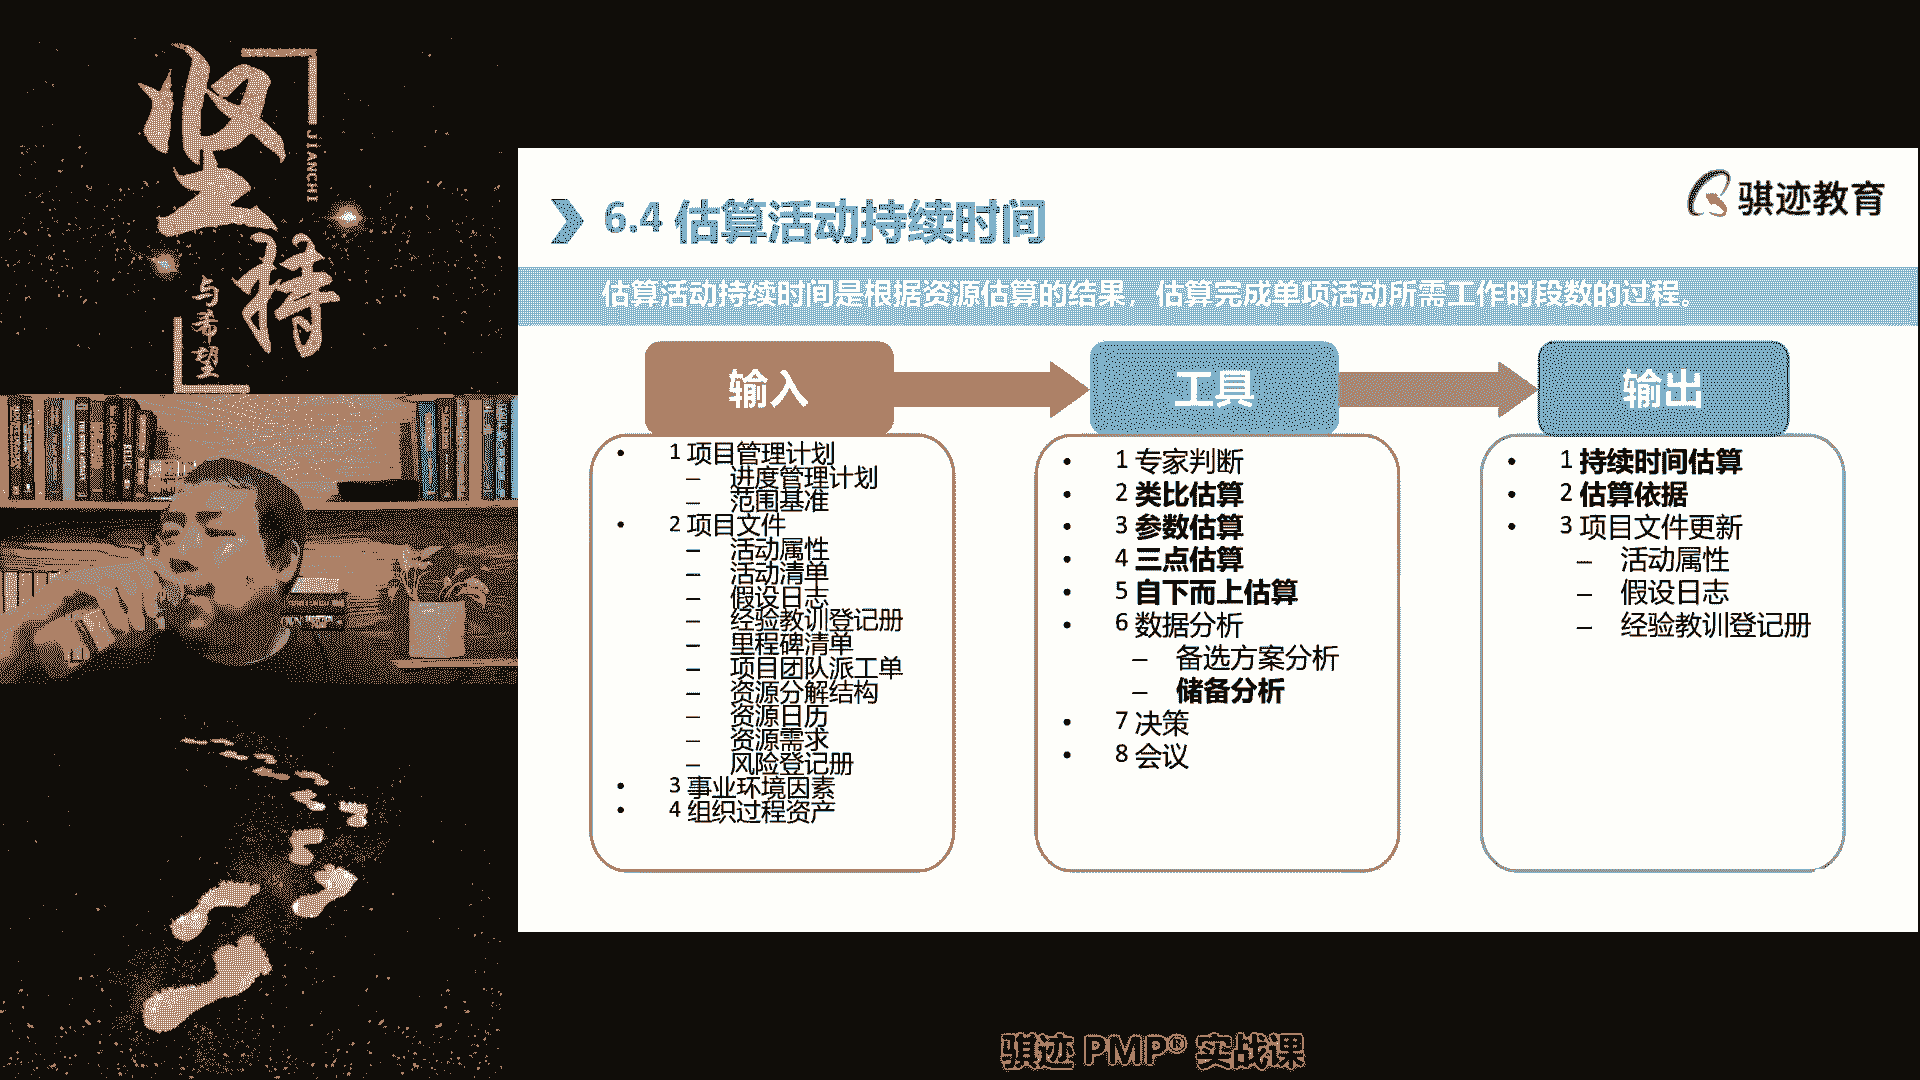 坚持
JIANCHI
与希望
骐迹教育
6.4 估算活动持续时间
估算活动持续时间是根据资源估算的结果，估算完成单项活动所需工作时段数的过程。
输入
• 1 项目管理计划
– 进度管理计划
– 范围基准
• 2 项目文件
– 活动属性
– 活动清单
– 假设日志
– 经验教训登记册
– 里程碑清单
– 项目团队派工单
– 资源分解结构
– 资源日历
– 资源需求
– 风险登记册
• 3 事业环境因素
• 4 组织过程资产
工具
• 1 专家判断
• 2 类比估算
• 3 参数估算
• 4 三点估算
• 5 自下而上估算
• 6 数据分析
– 备选方案分析
– 储备分析
• 7 决策
• 8 会议
输出
• 1 持续时间估算
• 2 估算依据
• 3 项目文件更新
– 活动属性
– 假设日志
– 经验教训登记册
骐迹 PMP® 实战课